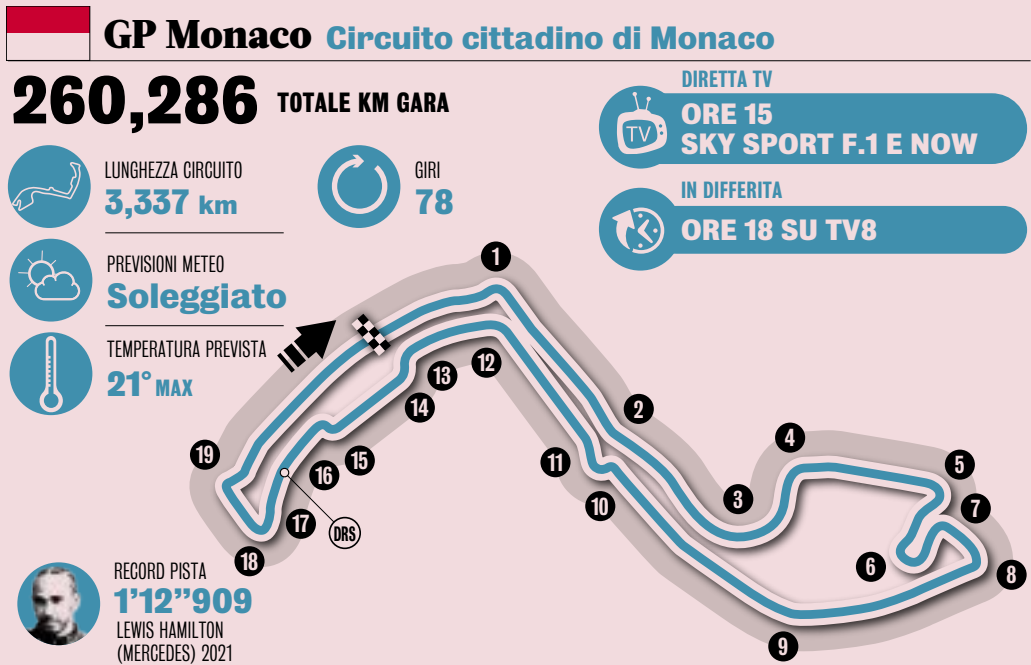 GP Monaco Circuito cittadino di Monaco
260,286 TOTALE KM GARA
DIRETTA TV
TV
ORE 15
SKY SPORT F.1 E NOW
IN DIFFERITA
ORE 18 SU TV8
LUNGHEZZA CIRCUITO
3,337 km
GIRI
78
PREVISIONI METEO
Soleggiato
TEMPERATURA PREVISTA
21° MAX
1
2
3
4
5
6
7
8
9
10
11
12
13
14
15
16
17
18
19
DRS
RECORD PISTA
1'12”909
LEWIS HAMILTON
(MERCEDES) 2021